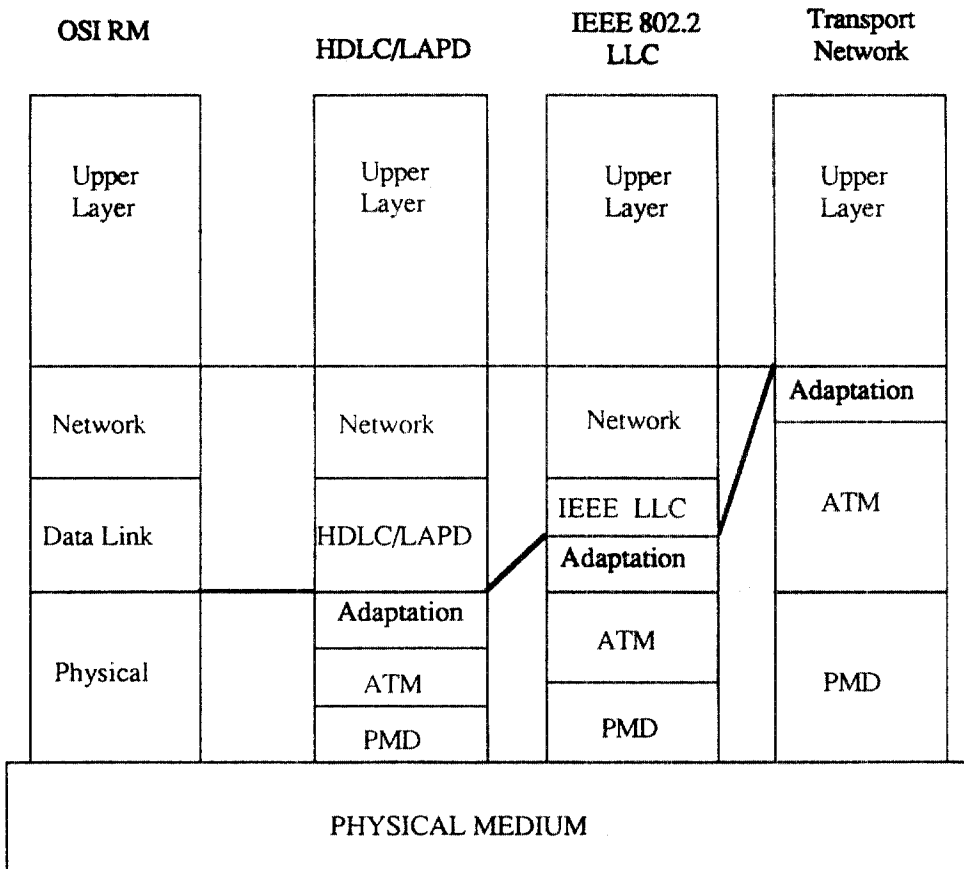 OSI RM
HDLC/LAPD
IEEE 802.2
LLC
Transport
Network
Upper
Layer
Network
Data Link
Physical
Upper
Layer
Network
HDLC/LAPD
Adaptation
ATM
PMD
Upper
Layer
Network
IEEE LLC
Adaptation
ATM
PMD
Upper
Layer
Adaptation
ATM
PMD
PHYSICAL MEDIUM